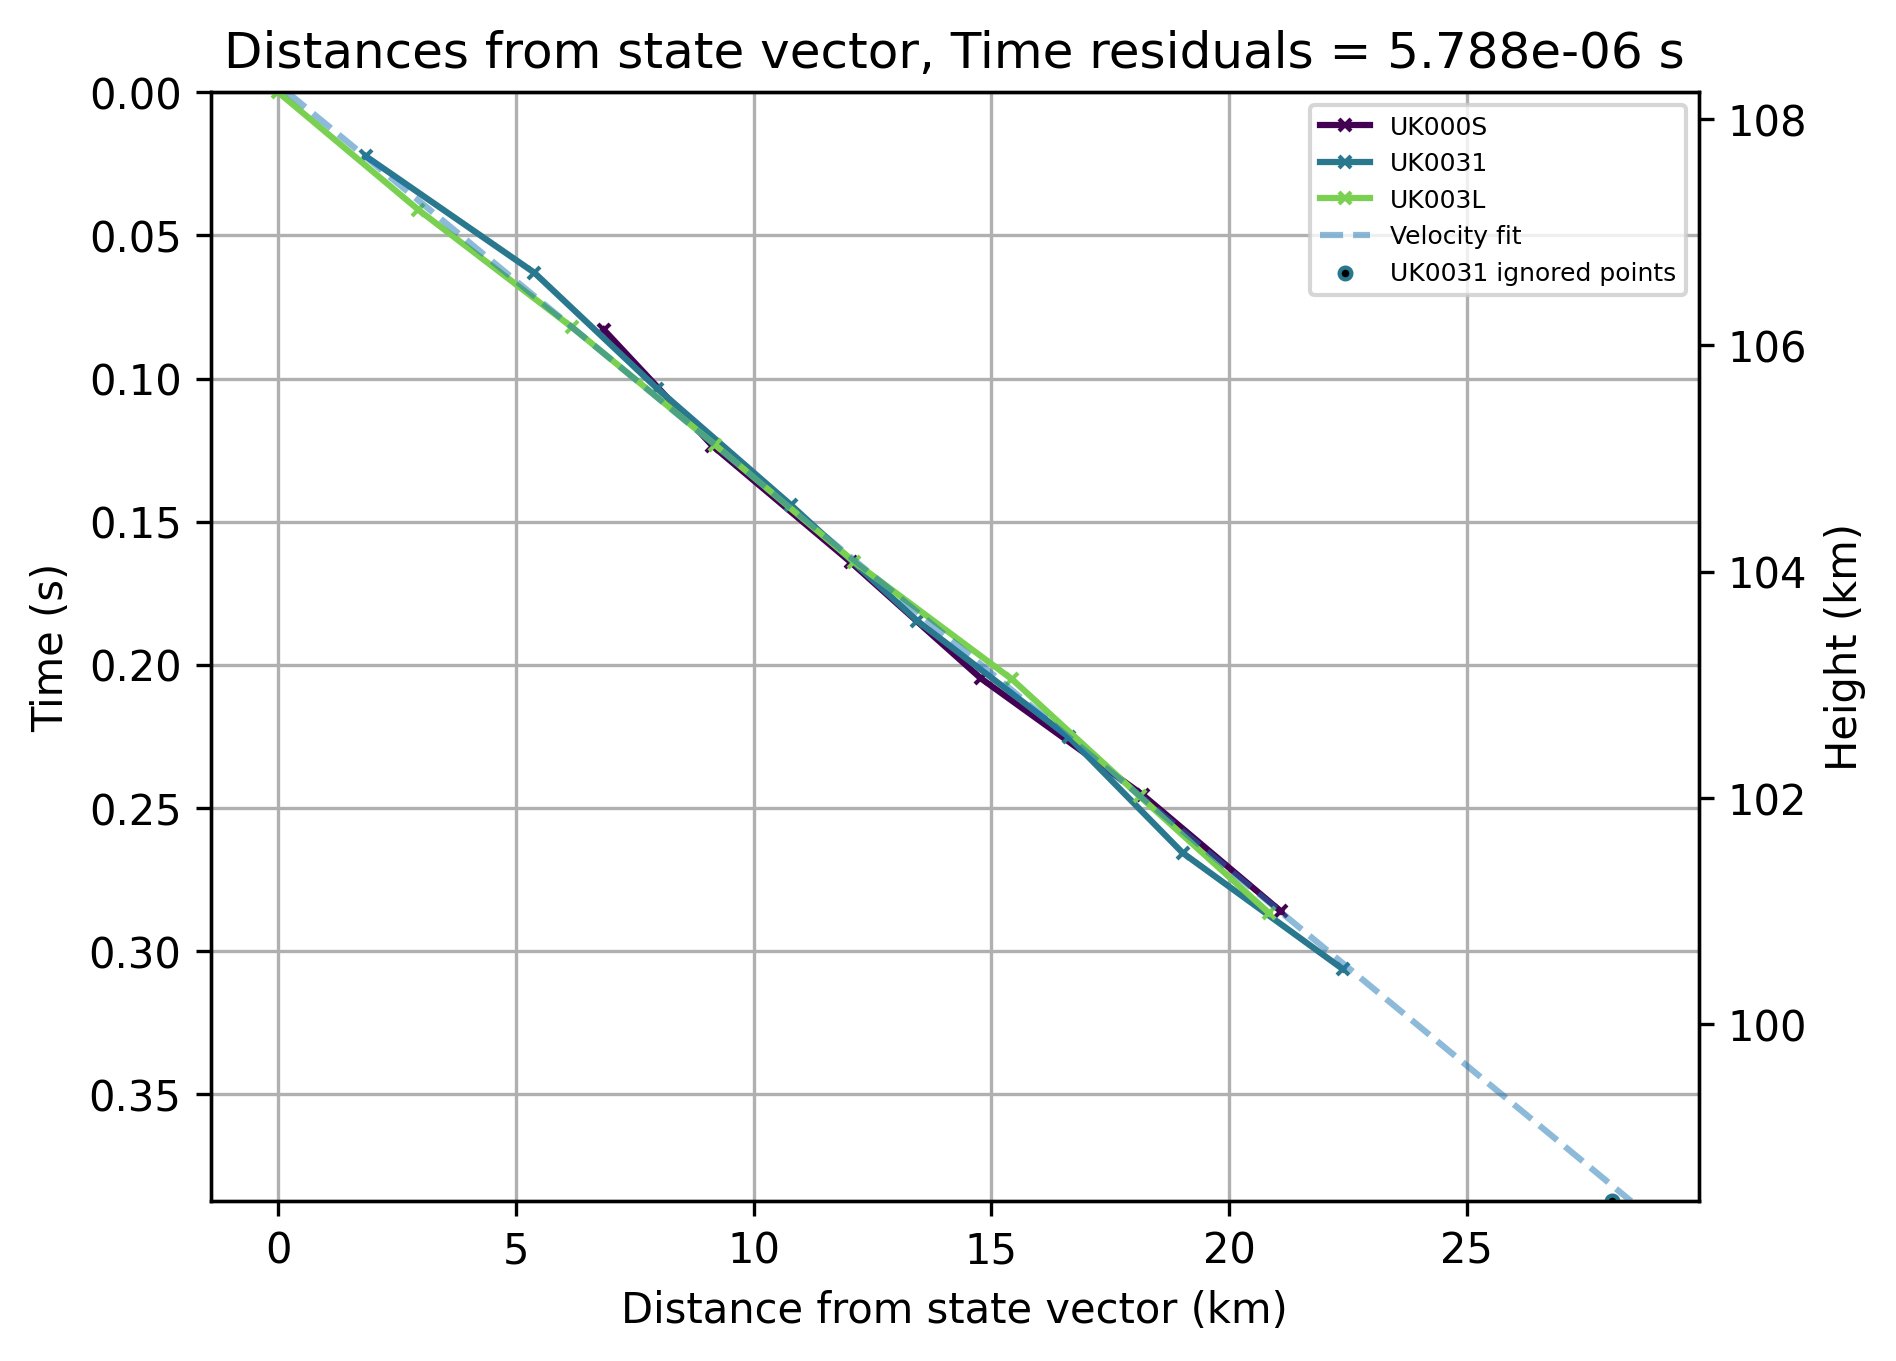 Distances from state vector, Time residuals = 5.788e-06 s
0.00
0.05
0.10
0.15
0.20
0.25
0.30
0.35
Time (s)
UK000S
UK0031
UK003L
Velocity fit
UK0031 ignored points
108
106
104
102
100
Height (km)
0 5 10 15 20 25
Distance from state vector (km)